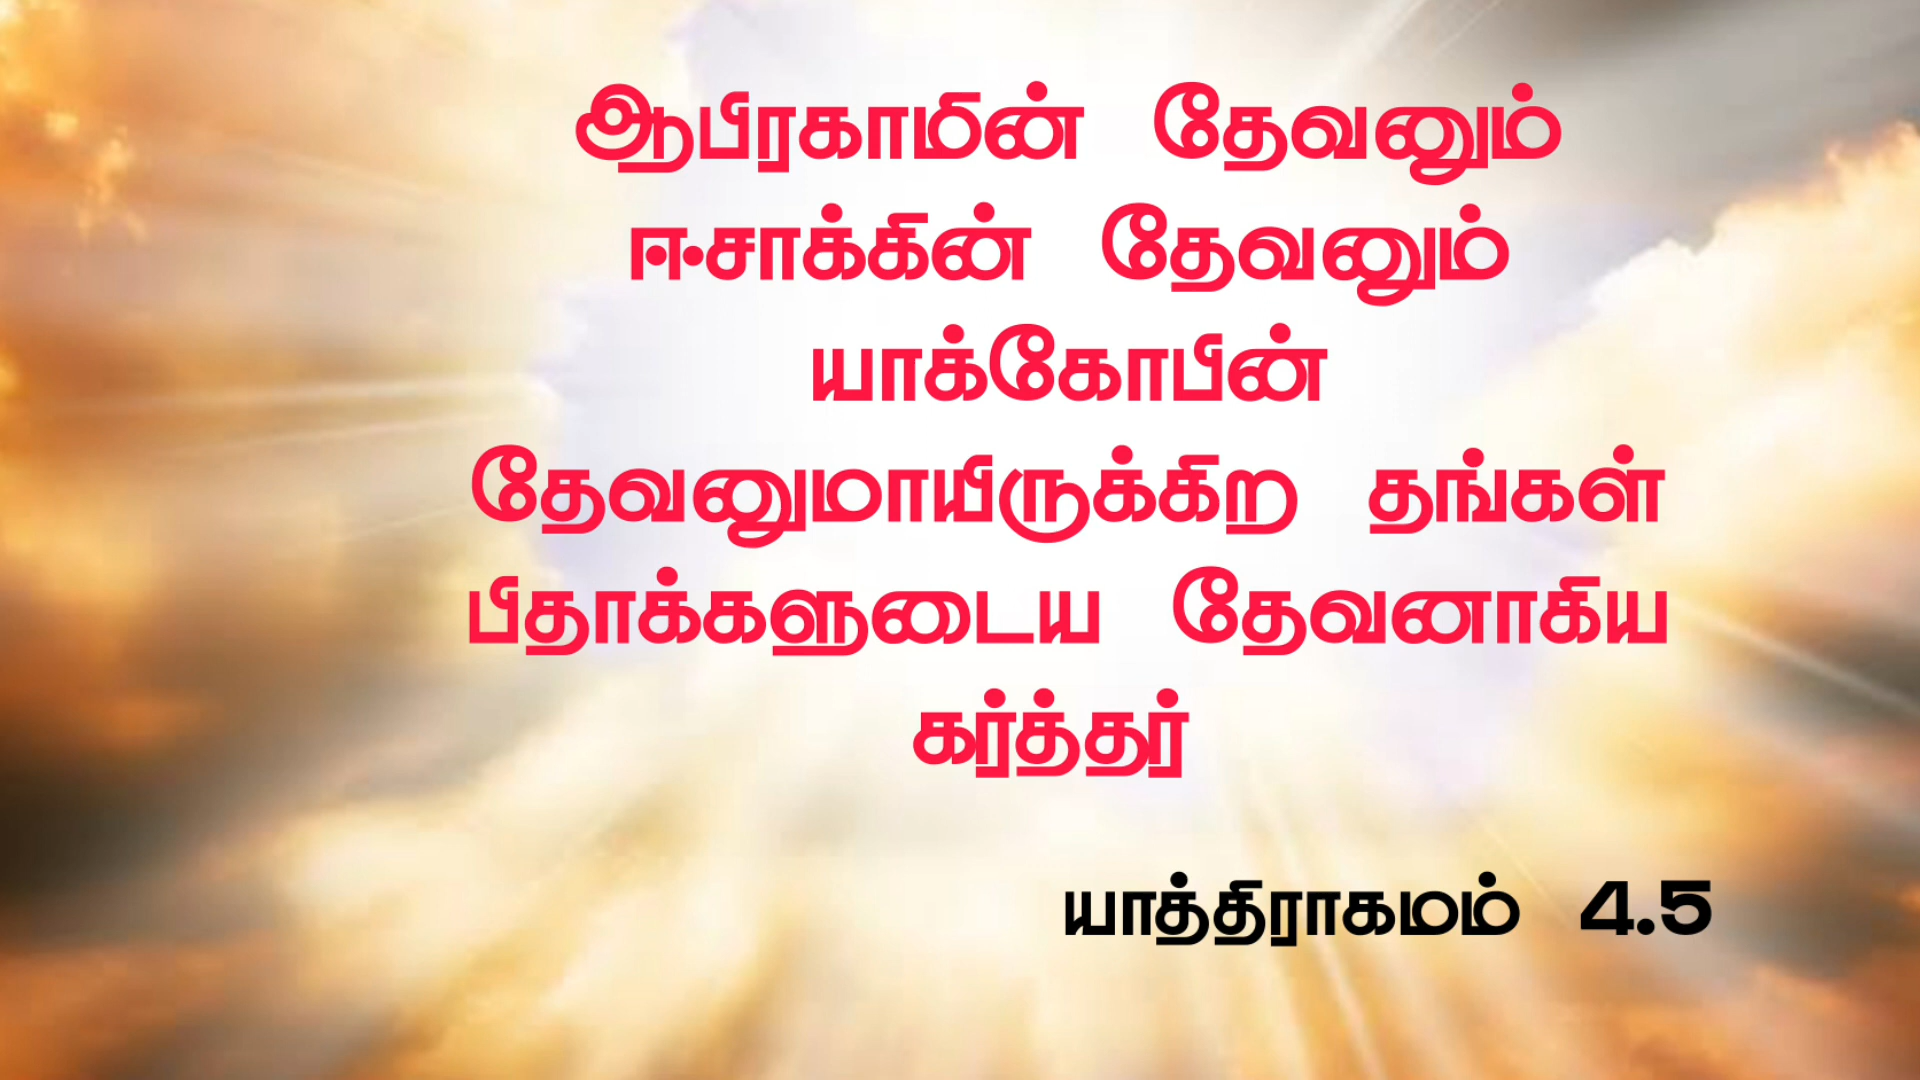 ஆபிரகாமின் தேவனும்
ஈசாக்கின் தேவனும்
யாக்கோபின்
தேவனுமாயிருக்கிற தங்கள்
பிதாக்களுடைய தேவனாகிய
கர்த்தர்
யாத்திராகமம் 4.5